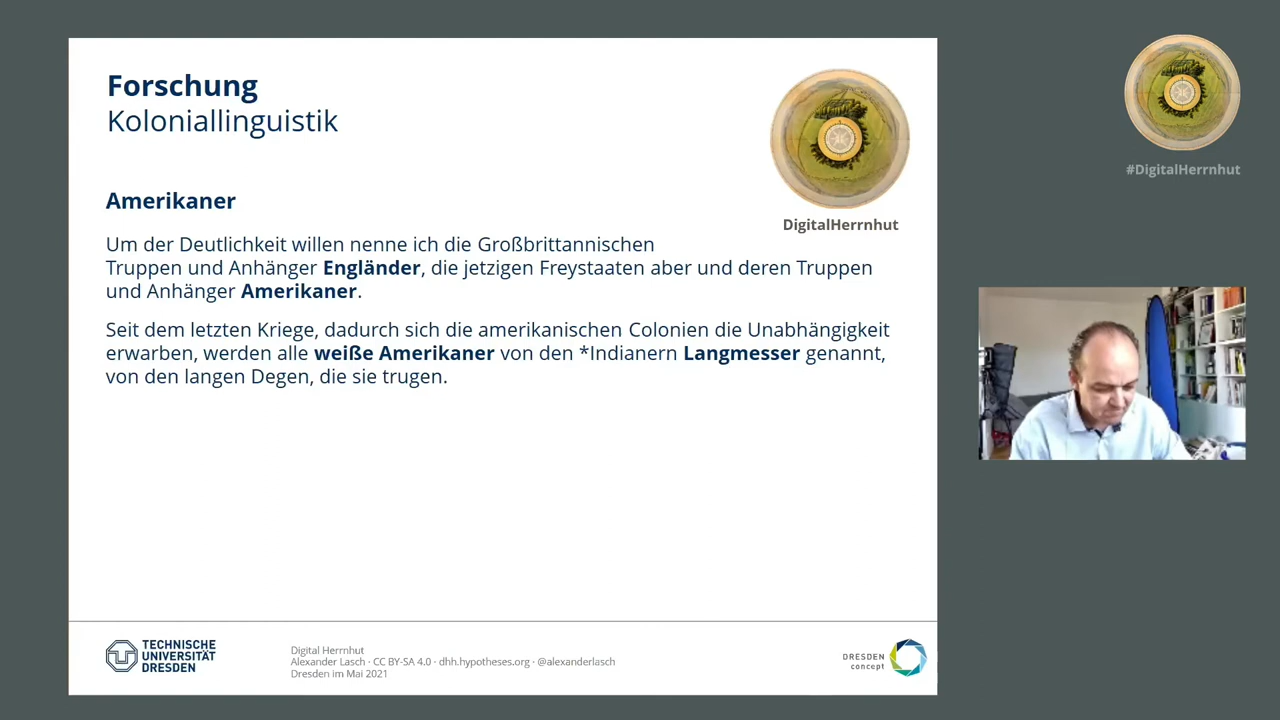 Forschung
Koloniallinguistik
Amerikaner
Um der Deutlichkeit willen nenne ich die Großbrittannischen
Truppen und Anhänger Engländer, die jetzigen Freystaaten aber und deren Truppen
und Anhänger Amerikaner.
Seit dem letzten Kriege, dadurch sich die amerikanischen Colonien die Unabhängigkeit
erwarben, werden alle weiße Amerikaner von den *Indianern Langmesser genannt,
von den langen Degen, die sie trugen.
DigitalHerrnhut
#DigitalHerrnhut
TECHNISCHE
UNIVERSITÄT
DRESDEN
Digital Herrnhut
Alexander Lasch · CC BY-SA 4.0 · dhh.hypotheses.org · @alexanderlasch
Dresden im Mai 2021
DRESDEN
concept